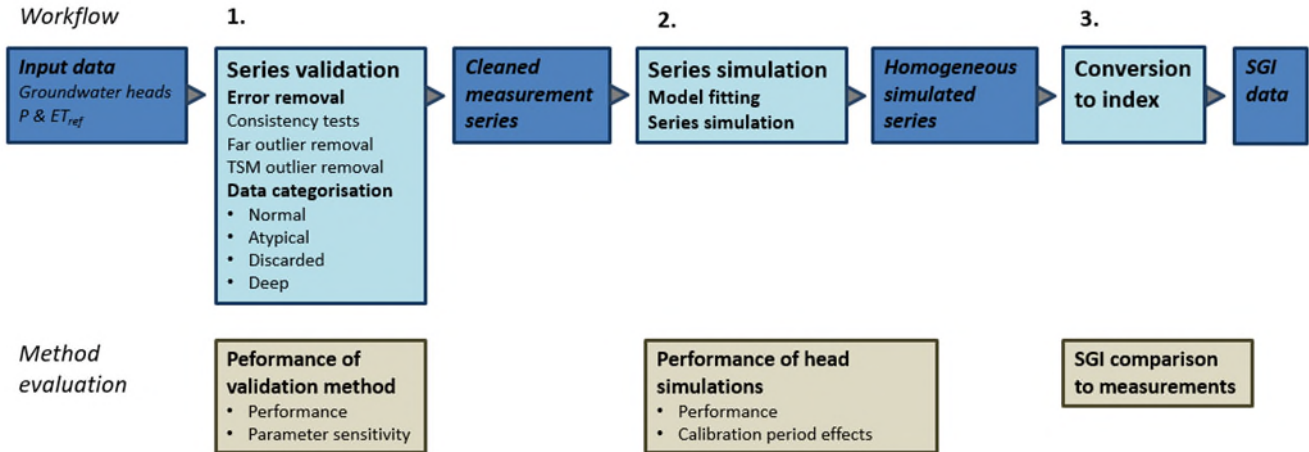 Workflow
1.
2.
3.
Input data
Groundwater heads
P & ETref
Series validation
Error removal
Consistency tests
Far outlier removal
TSM outlier removal
Data categorisation
• Normal
• Atypical
• Discarded
• Deep
Cleaned
measurement
series
Series simulation
Model fitting
Series simulation
Homogeneous
simulated
series
Conversion
to index
SGI
data
Method
evaluation
Peformance of
validation method
• Performance
• Parameter sensitivity
Performance of head
simulations
• Performance
• Calibration period effects
SGI comparison
to measurements